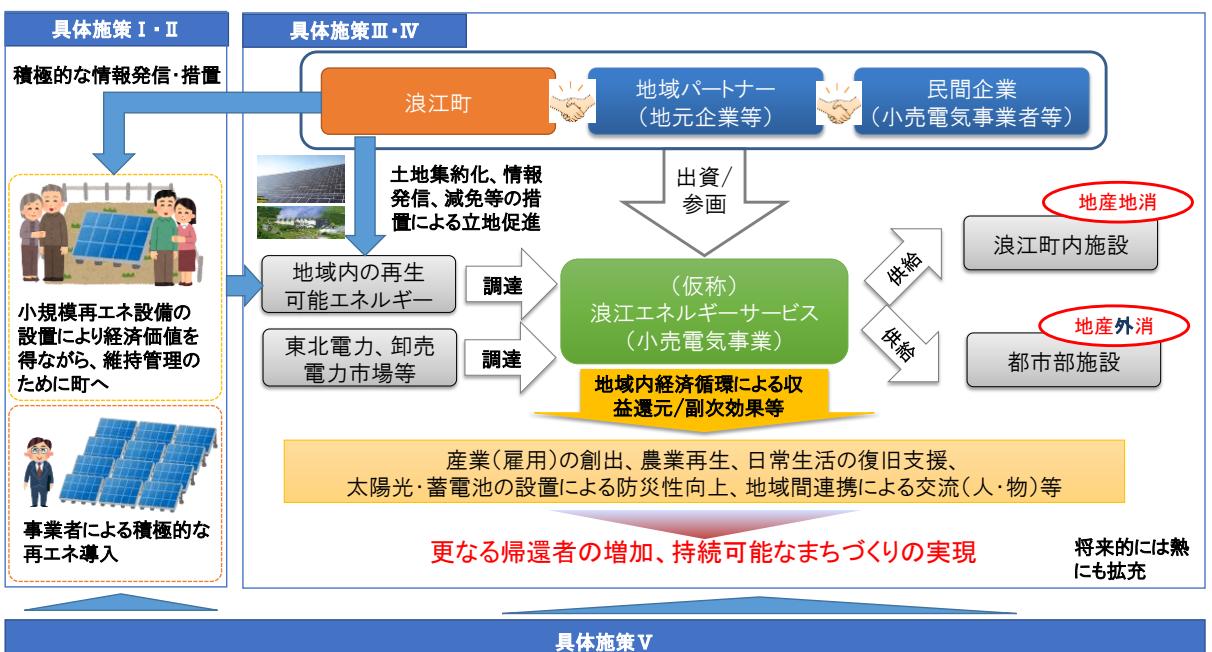 具体施策Ⅰ・Ⅱ
積極的な情報発信・措置
小規模再エネ設備の
設置により経済価値を
得ながら、維持管理の
ために町へ
事業者による積極的な
再エネ導入
具体施策Ⅲ・Ⅳ
浪江町
地域パートナー
（地元企業等）
民間企業
（小売電気事業者等）
土地集約化、情報
発信、減免等の措
置による立地促進
出資/
参画
地域内の再生
可能エネルギー
調達
東北電力、卸売
電力市場等
調達
（仮称）
浪江エネルギーサービス
（小売電気事業）
供給
供給
地産地消
浪江町内施設
地産外消
都市部施設
地域内経済循環による収
益還元/副次効果等
産業（雇用）の創出、農業再生、日常生活の復旧支援、
太陽光・蓄電池の設置による防災性向上、地域間連携による交流（人・物）等
更なる帰還者の増加、持続可能なまちづくりの実現
将来的には熱
にも拡充
具体施策Ⅴ